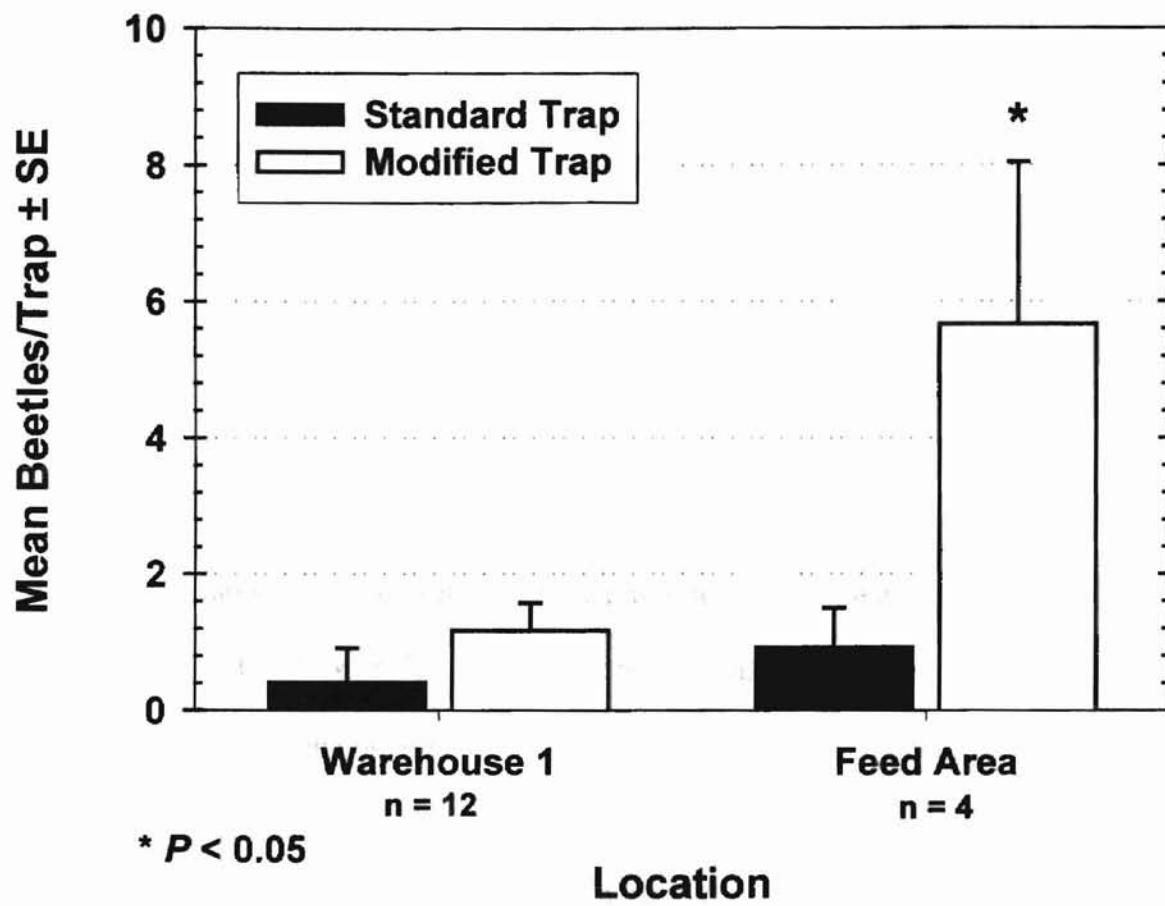 10
8
6
4
2
0
Mean Beetles/Trap ± SE
Standard Trap
Modified Trap
*
Warehouse 1
n = 12
Feed Area
n = 4
* P < 0.05
Location